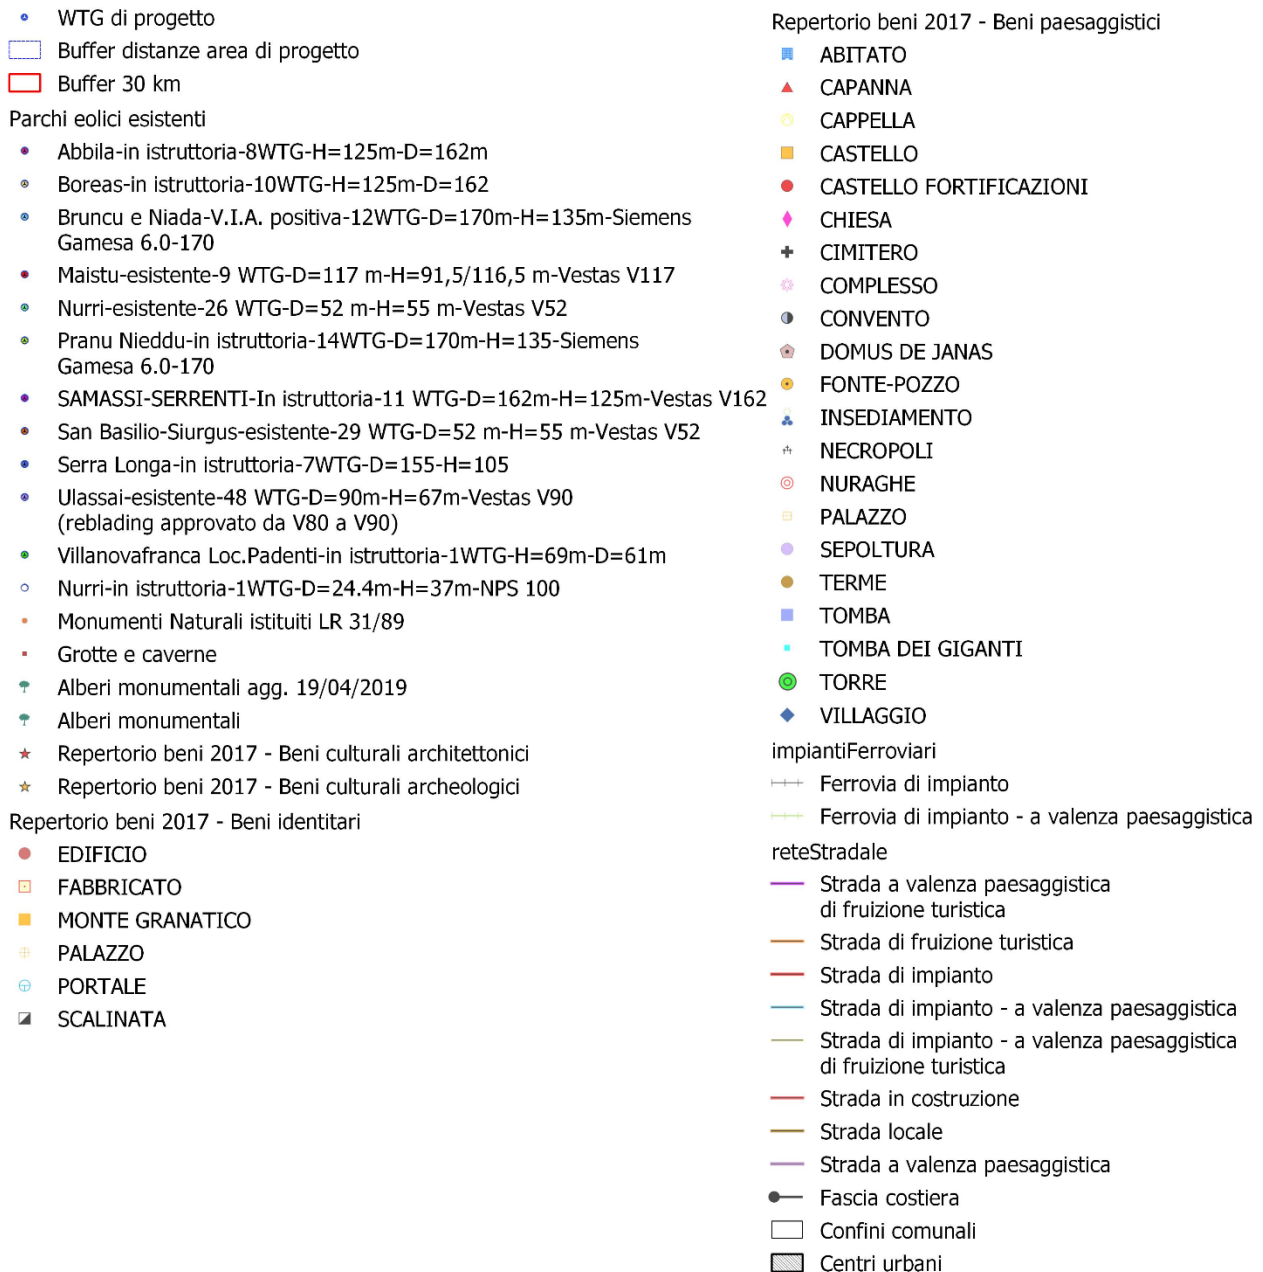 WTG di progetto
Buffer distanze area di progetto
Buffer 30 km
Parchi eolici esistenti
Abbila-in istruttoria-8WTG-H=125m-D=162m
Boreas-in istruttoria-10WTG-H=125m-D=162
Bruncu e Niada-V.I.A. positiva-12WTG-D=170m-H=135m-Siemens
Gamesa 6.0-170
Maistu-esistente-9 WTG-D=117 m-H=91,5/116,5 m-Vestas V117
Nurri-esistente-26 WTG-D=52 m-H=55 m-Vestas V52
Pranu Nieddu-in istruttoria-14WTG-D=170m-H=135-Siemens
Gamesa 6.0-170
SAMASSI-SERRENTI-In istruttoria-11 WTG-D=162m-H=125m-Vestas V162
San Basilio-Siurgus-esistente-29 WTG-D=52 m-H=55 m-Vestas V52
Serra Longa-in istruttoria-7WTG-D=155-H=105
Ulassai-esistente-48 WTG-D=90m-H=67m-Vestas V90
(reblading approvato da V80 a V90)
Villanovafranca Loc.Padenti-in istruttoria-1WTG-H=69m-D=61m
Nurri-in istruttoria-1WTG-D=24.4m-H=37m-NPS 100
Monumenti Naturali istituiti LR 31/89
Grotte e caverne
Alberi monumentali agg. 19/04/2019
Alberi monumentali
Repertorio beni 2017 - Beni culturali architettonici
Repertorio beni 2017 - Beni culturali archeologici
Repertorio beni 2017 - Beni identitari
EDIFICIO
FABBRICATO
MONTE GRANATICO
PALAZZO
PORTALE
SCALINATA
Repertorio beni 2017 - Beni paesaggistici
ABITATO
CAPANNA
CAPPELLA
CASTELLO
CASTELLO FORTIFICAZIONI
CHIESA
CIMITERO
COMPLESSO
CONVENTO
DOMUS DE JANAS
FONTE-POZZO
INSEDIAMENTO
NECROPOLI
NURAGHE
PALAZZO
SEPOLTURA
TERME
TOMBA
TOMBA DEI GIGANTI
TORRE
VILLAGGIO
impiantiFerroviari
Ferrovia di impianto
Ferrovia di impianto - a valenza paesaggistica
reteStradale
Strada a valenza paesaggistica
di fruizione turistica
Strada di fruizione turistica
Strada di impianto
Strada di impianto - a valenza paesaggistica
Strada di impianto - a valenza paesaggistica
di fruizione turistica
Strada in costruzione
Strada locale
Strada a valenza paesaggistica
Fascia costiera
Confini comunali
Centri urbani